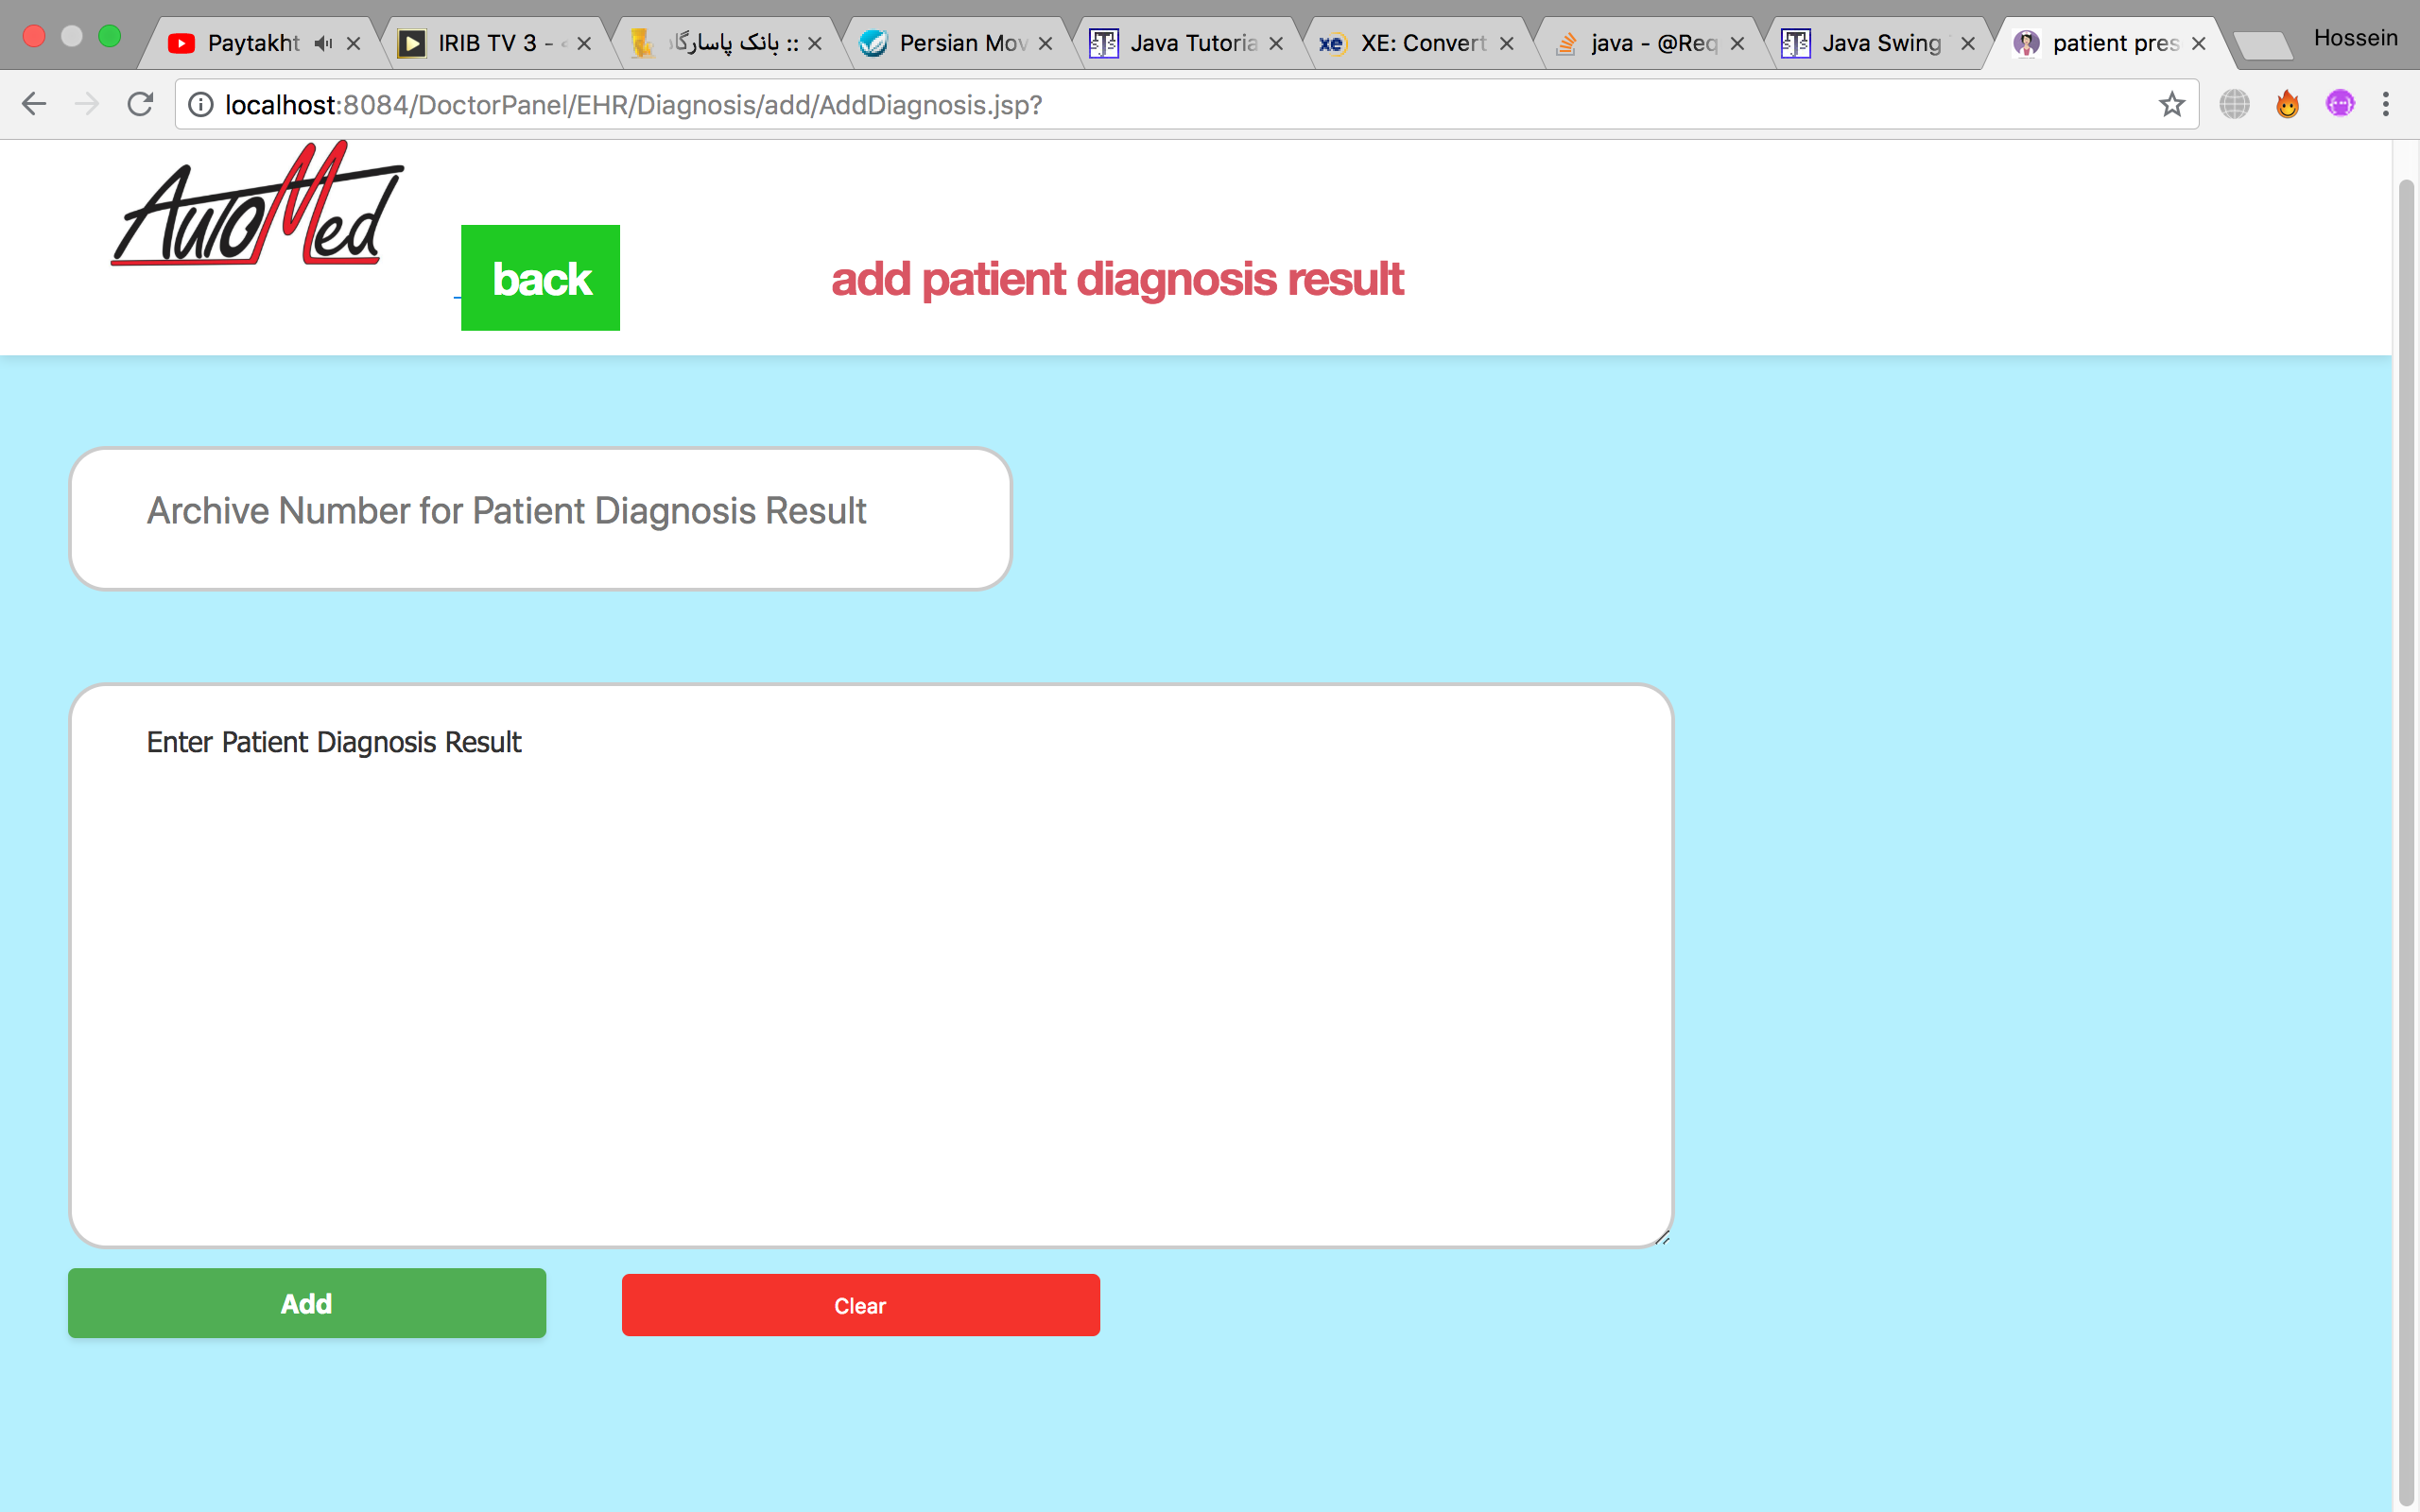 Paytakht
IRIB TV 3 -
بانک پاسارگاد ::
Persian Mov
Java Tutoria
xe XE: Convert
java - @Req
Java Swing
patient pres
Hossein
localhost:8084/DoctorPanel/EHR/Diagnosis/add/AddDiagnosis.jsp?
AutoMed
back
add patient diagnosis result
Archive Number for Patient Diagnosis Result
Enter Patient Diagnosis Result
Add
Clear